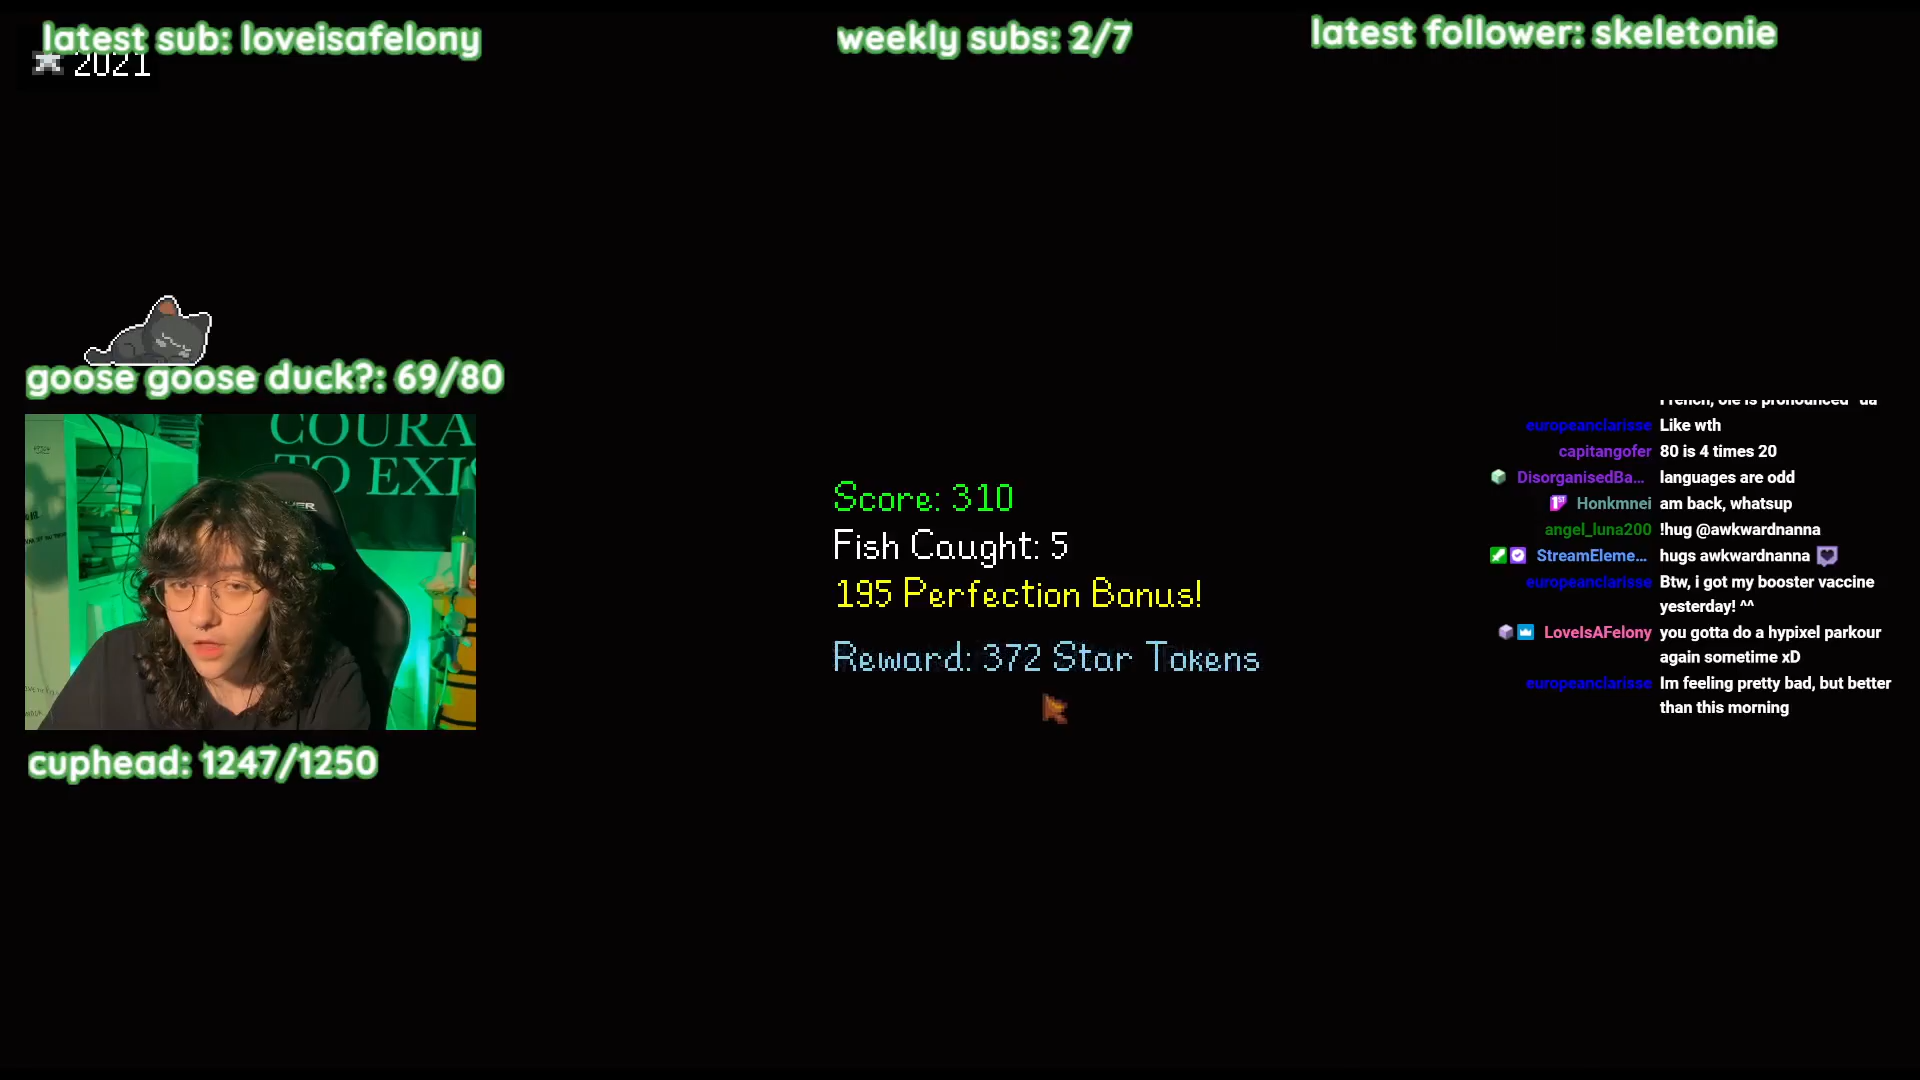 latest sub: loveisafelony
weekly subs: 2/7
latest follower: skeletonie
2021
goose goose duck?: 69/80
COURA
TO EXIS
cuphead: 1247/1250
Score: 310
Fish Caught: 5
195 Perfection Bonus!
Reward: 372 Star Tokens
europeanclarisse Like wth
capitangofer 80 is 4 times 20
DisorganisedBa... languages are odd
Honkmnei am back, whatsup
angel_luna200 !hug @awkwardnanna
StreamEleme... hugs awkwardnanna
europeanclarisse Btw, i got my booster vaccine
yesterday! ^^
LoveIsAFelony you gotta do a hypixel parkour
again sometime xD
europeanclarisse Im feeling pretty bad, but better
than this morning